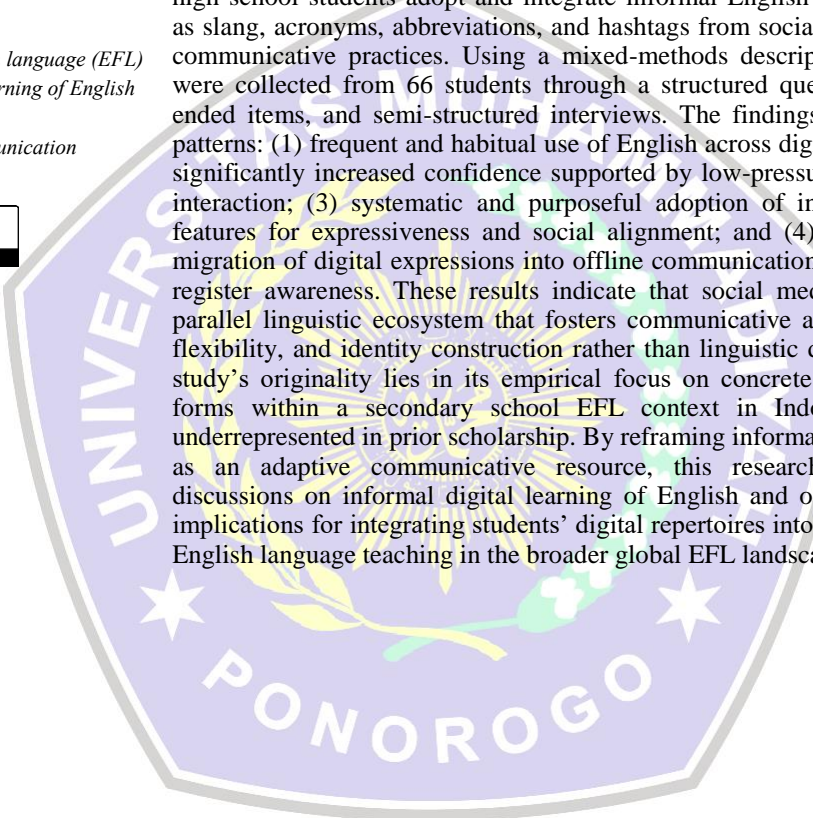 high school students adopt and integrate informal English
as slang, acronyms, abbreviations, and hashtags from social
language (EFL)
communicative practices. Using a mixed-methods descrip
rning of English
were collected from 66 students through a structured que
ended items, and semi-structured interviews. The findings
unication
patterns: (1) frequent and habitual use of English across dig
significantly increased confidence supported by low-pressu
interaction; (3) systematic and purposeful adoption of in
features for expressiveness and social alignment; and (4)
migration of digital expressions into offline communication
register awareness. These results indicate that social med
parallel linguistic ecosystem that fosters communicative a
flexibility, and identity construction rather than linguistic d
study's originality lies in its empirical focus on concrete
forms within a secondary school EFL context in Indo
underrepresented in prior scholarship. By reframing informa
as an adaptive communicative resource, this research
discussions on informal digital learning of English and o
implications for integrating students' digital repertoires into
English language teaching in the broader global EFL landsca
UNIVERSITAS MUHAMMADIYAH
PONOROGO